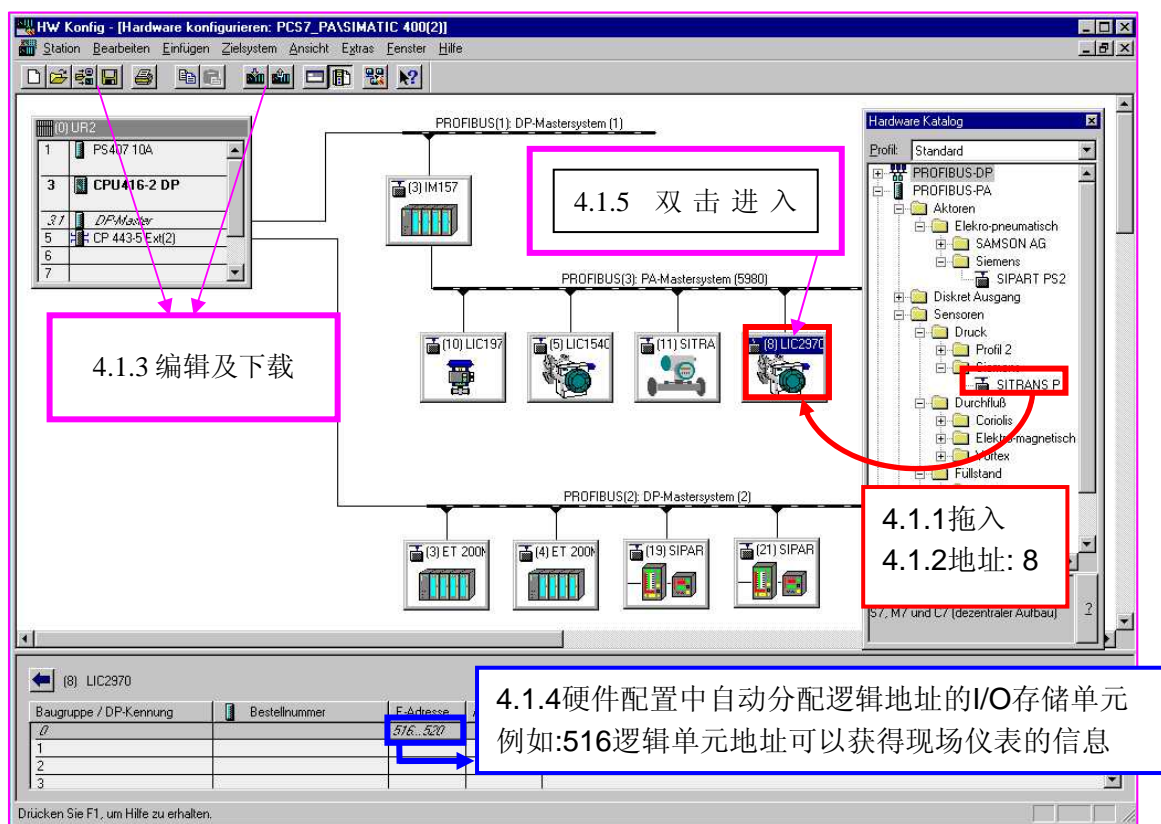 HW Konfig - [Hardware konfigurieren: PCS7_PA\SIMATIC 400(2)]
Station Bearbeiten Einfügen Zielsystem Ansicht Extras Fenster Hilfe
(0) UR2
1 PS407 10A
3 CPU416-2 DP
3.1 DP-Master
5 CP 443-5 Ext(2)
6
7
PROFIBUS(1): DP-Mastersystem (1)
(3) IM157
4.1.5 双 击 进 入
4.1.3 编辑及下载
PROFIBUS(3): PA-Mastersystem (5980)
(10) LIC197
(5) LIC154C
(11) SITRA
(8) LIC2970
PROFIBUS(2): DP-Mastersystem (2)
(3) ET 200M
(4) ET 200M
(19) SIPAR
(21) SIPAR
Hardware Katalog
Profil: Standard
PROFIBUS-DP
PROFIBUS-PA
Aktoren
Elekro-pneumatisch
SAMSON AG
Siemens
SIPART PS2
Diskret Ausgang
Sensoren
Druck
Profil 2
Siemens
SITRANS P
Durchfluß
Coriolis
Elektro-magnetisch
Vortex
Füllstand
4.1.1拖入
4.1.2地址: 8
S7, M7 und C7 (dezentraler Aufbau)
?
(8) LIC2970
Baugruppe / DP-Kennung Bestellnummer E-Adresse
0 516...520
1
2
3
4.1.4硬件配置中自动分配逻辑地址的I/O存储单元
例如:516逻辑单元地址可以获得现场仪表的信息
Drücken Sie F1, um Hilfe zu erhalten.